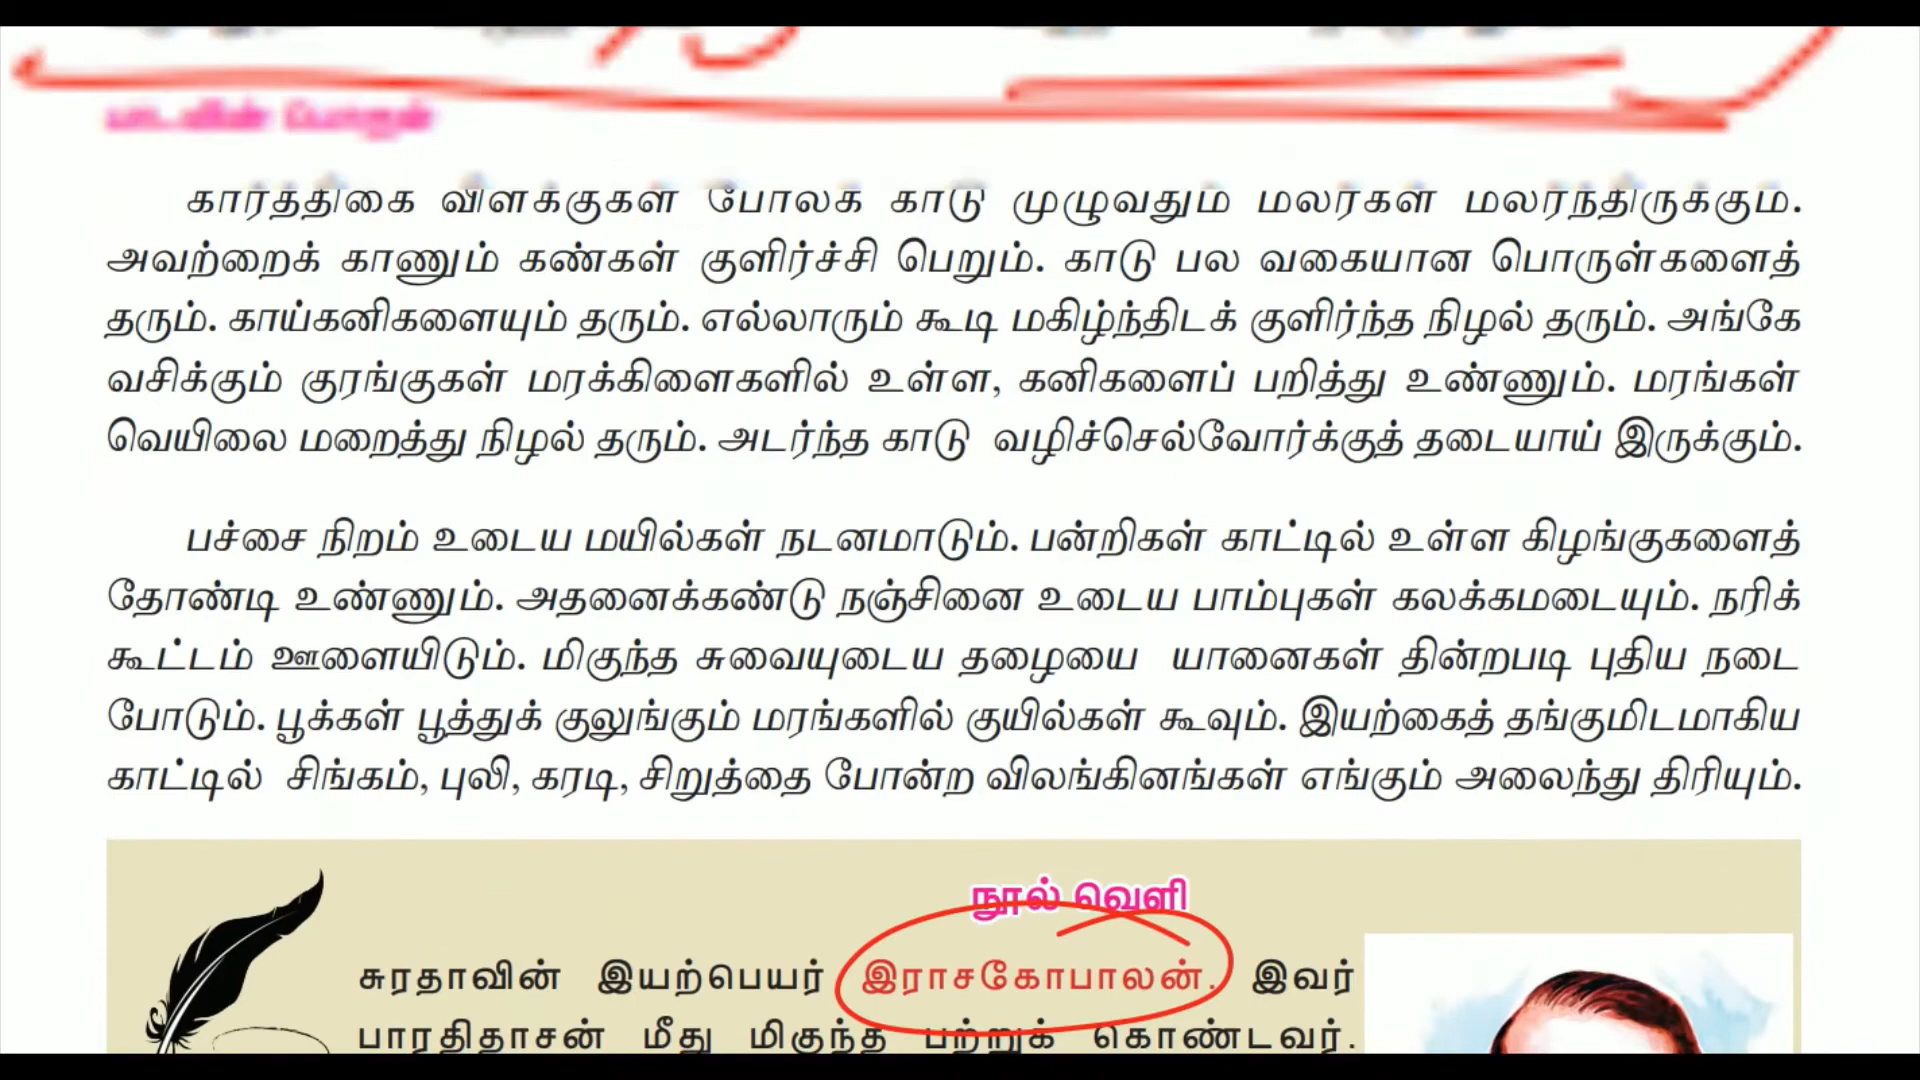 பாடலின் பொருள்
கார்த்திகை விளக்குகள் போலக் காடு முழுவதும் மலர்கள் மலர்ந்திருக்கும்.
அவற்றைக் காணும் கண்கள் குளிர்ச்சி பெறும். காடு பல வகையான பொருள்களைத்
தரும். காய்கனிகளையும் தரும். எல்லாரும் கூடி மகிழ்ந்திடக் குளிர்ந்த நிழல் தரும். அங்கே
வசிக்கும் குரங்குகள் மரக்கிளைகளில் உள்ள, கனிகளைப் பறித்து உண்ணும். மரங்கள்
வெயிலை மறைத்து நிழல் தரும். அடர்ந்த காடு வழிச்செல்வோர்க்குத் தடையாய் இருக்கும்.
பச்சை நிறம் உடைய மயில்கள் நடனமாடும். பன்றிகள் காட்டில் உள்ள கிழங்குகளைத்
தோண்டி உண்ணும். அதனைக்கண்டு நஞ்சினை உடைய பாம்புகள் கலக்கமடையும். நரிக்
கூட்டம் ஊளையிடும். மிகுந்த சுவையுடைய தழையை யானைகள் தின்றபடி புதிய நடை
போடும். பூக்கள் பூத்துக் குலுங்கும் மரங்களில் குயில்கள் கூவும். இயற்கைத் தங்குமிடமாகிய
காட்டில் சிங்கம், புலி, கரடி, சிறுத்தை போன்ற விலங்கினங்கள் எங்கும் அலைந்து திரியும்.
நூல் வெளி
சுரதாவின் இயற்பெயர் இராசகோபாலன். இவர்
பாரதிதாசன் மீது மிகுந்த பற்றுக் கொண்டவர்.